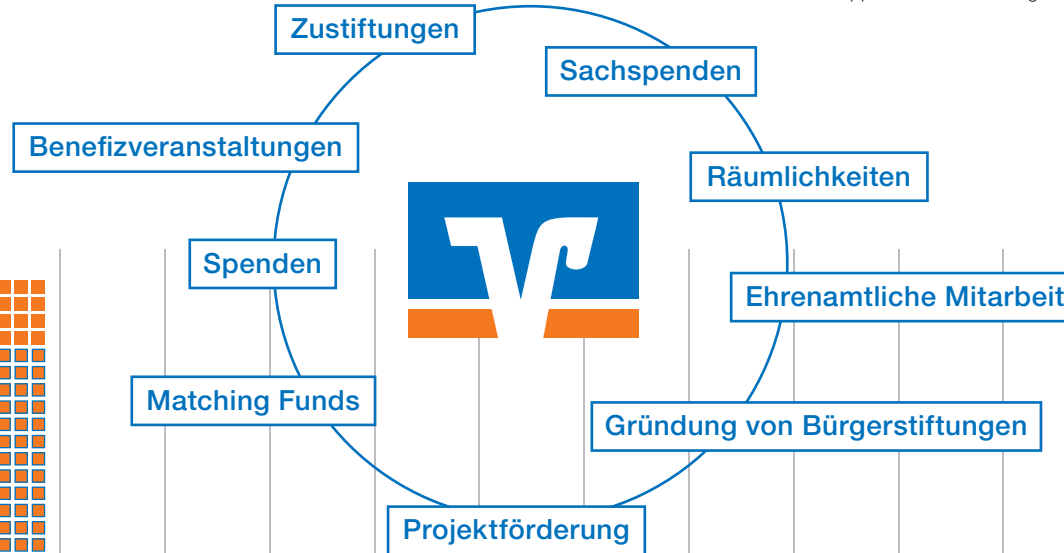 Zustiftungen
Sachspenden
Benefizveranstaltungen
Räumlichkeiten
Spenden
Ehrenamtliche Mitarbeit
Matching Funds
Gründung von Bürgerstiftungen
Projektförderung